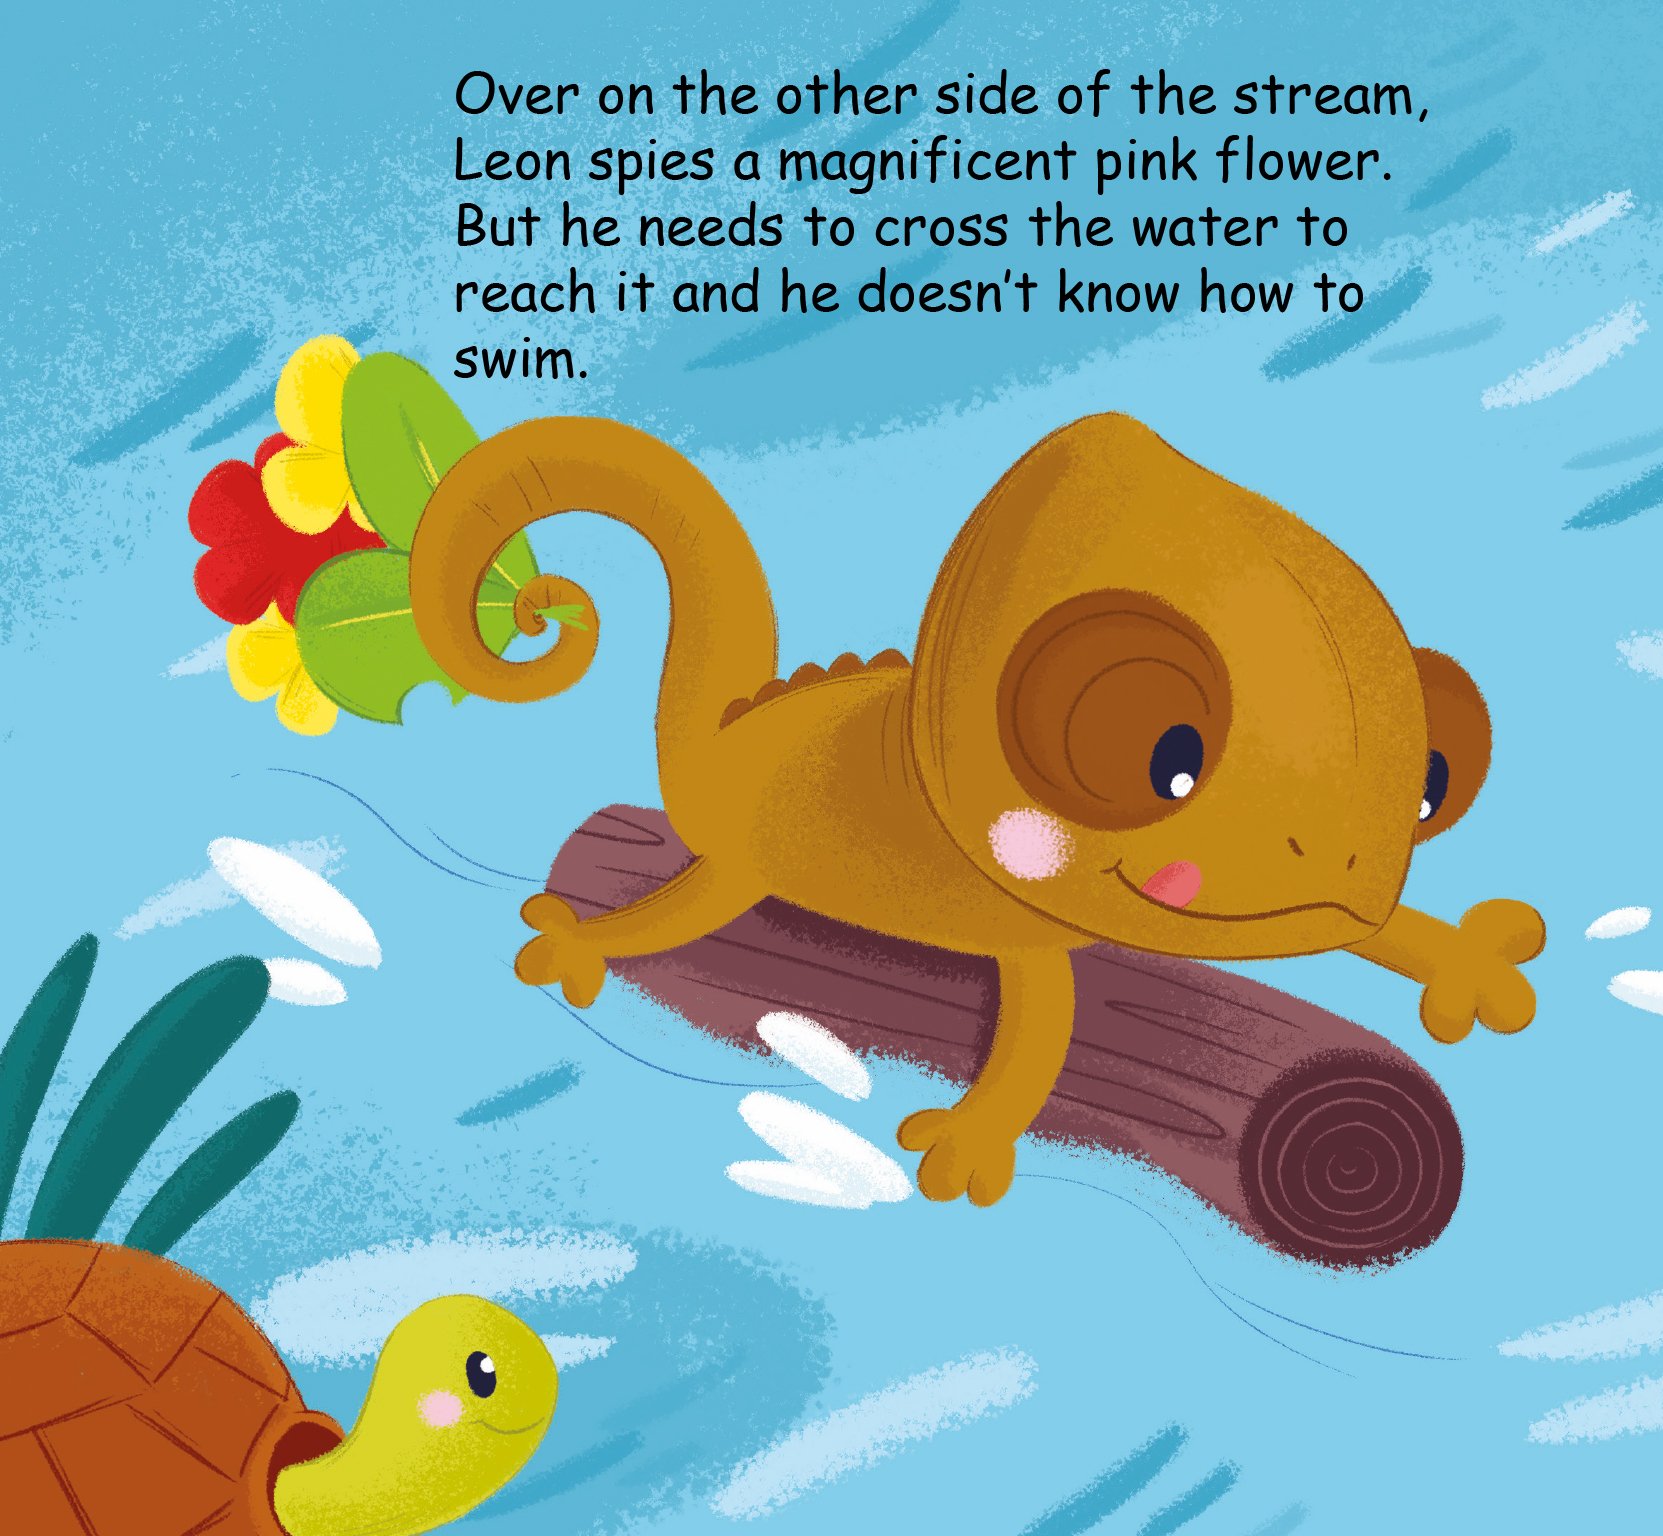 Over on the other side of the stream,
Leon spies a magnificent pink flower.
But he needs to cross the water to
reach it and he doesn’t know how to
swim.